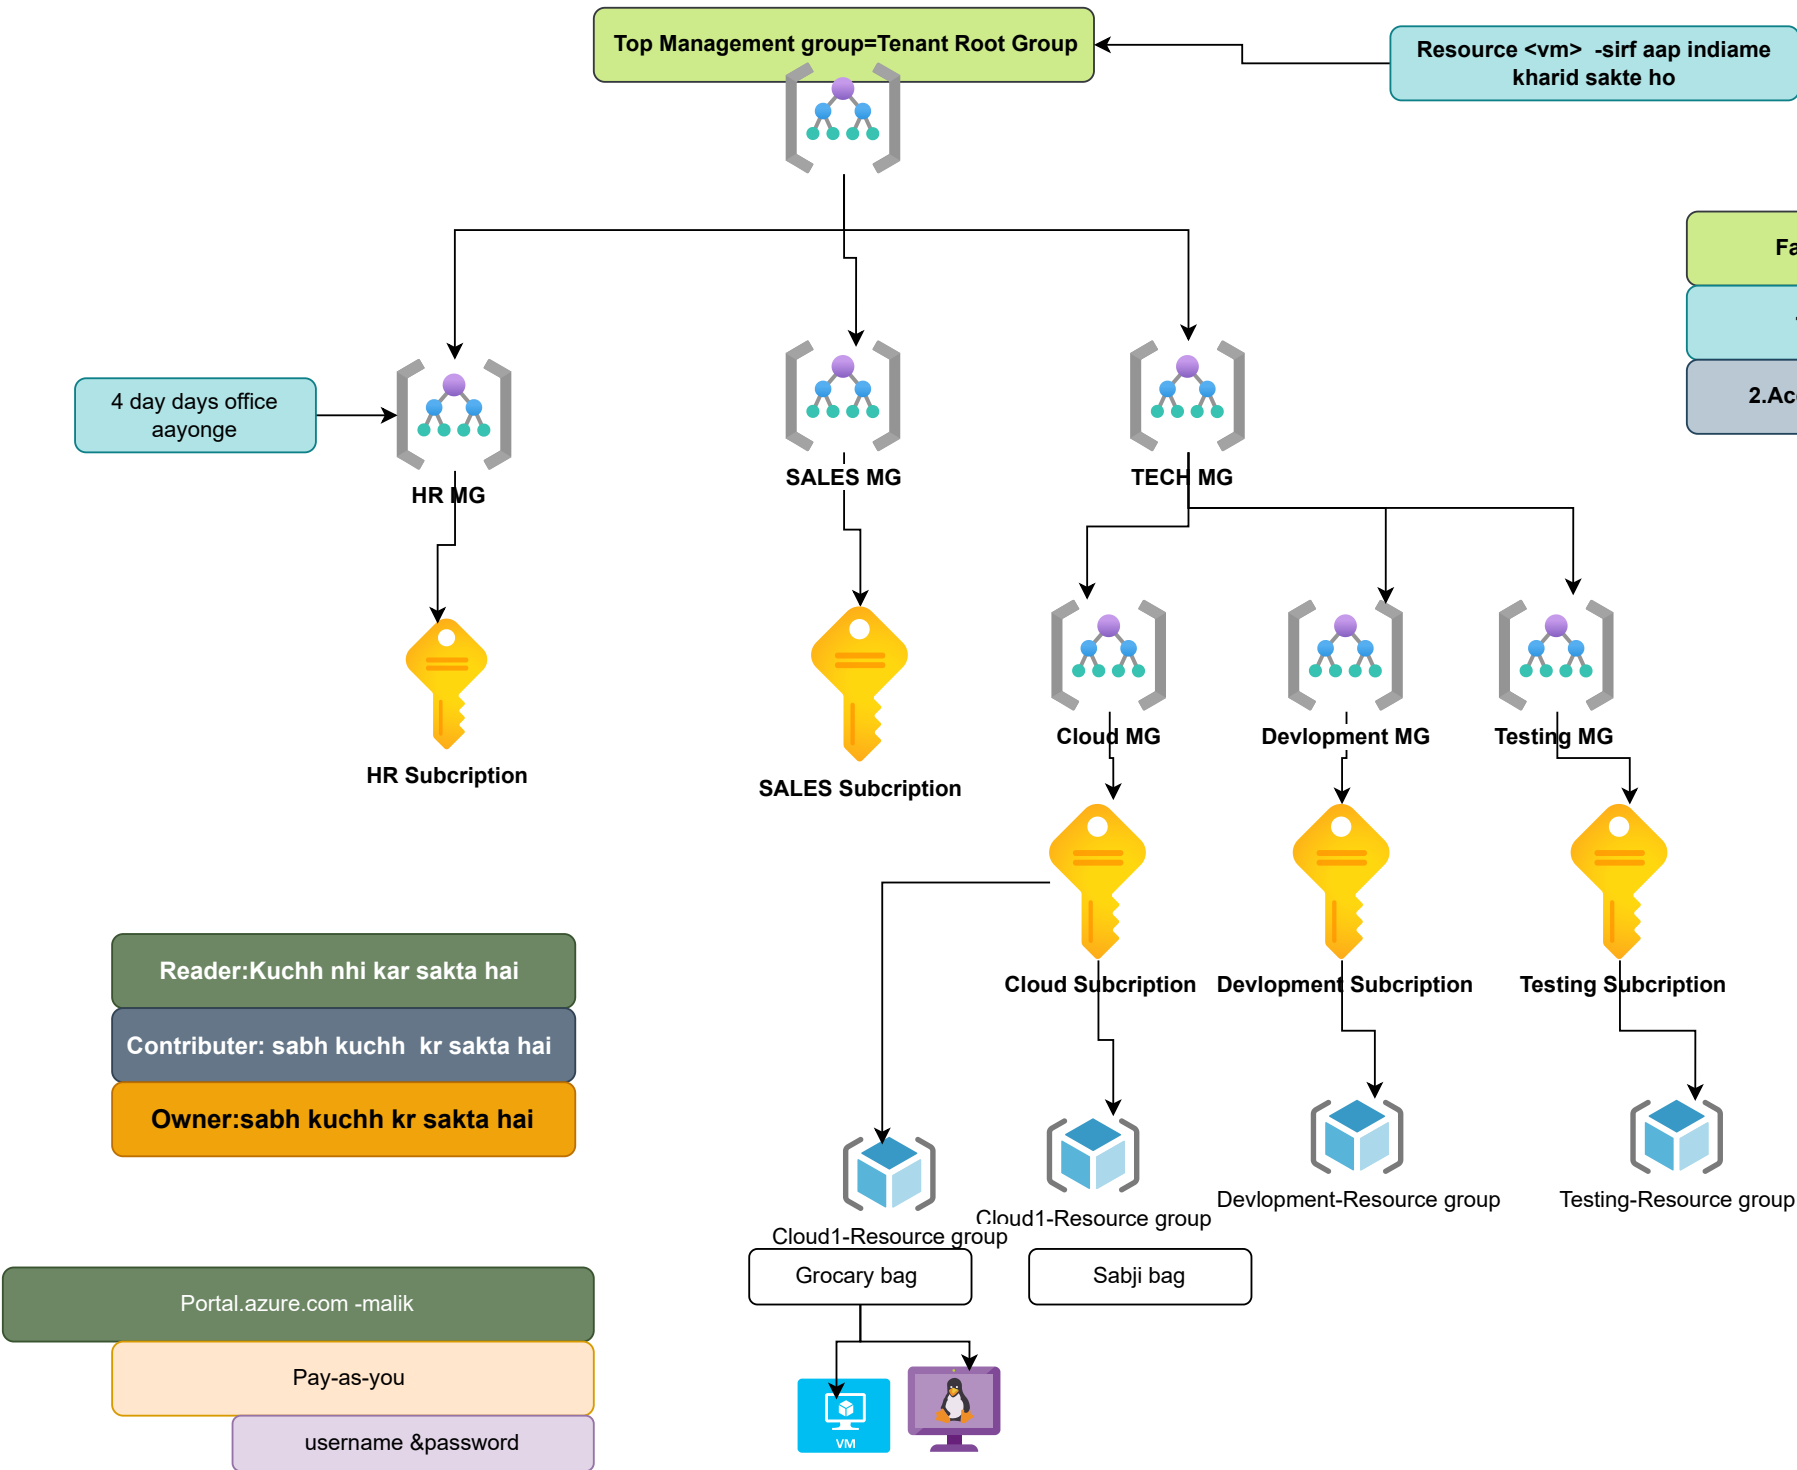 Top Management group=Tenant Root Group
Resource <vm>  -sirf aap indiame
kharid sakte ho
Fa
2.Ac
4 day days office
aayonge
HR MG
SALES MG
TECH MG
Cloud MG
Devlopment MG
Testing MG
HR Subcription
SALES Subcription
Cloud Subcription
Devlopment Subcription
Testing Subcription
Reader:Kuchh nhi kar sakta hai
Contributer: sabh kuchh  kr sakta hai
Owner:sabh kuchh kr sakta hai
Cloud1-Resource group
Cloud1-Resource group
Devlopment-Resource group
Testing-Resource group
Grocary bag
Sabji bag
Portal.azure.com -malik
Pay-as-you
username &password
VM